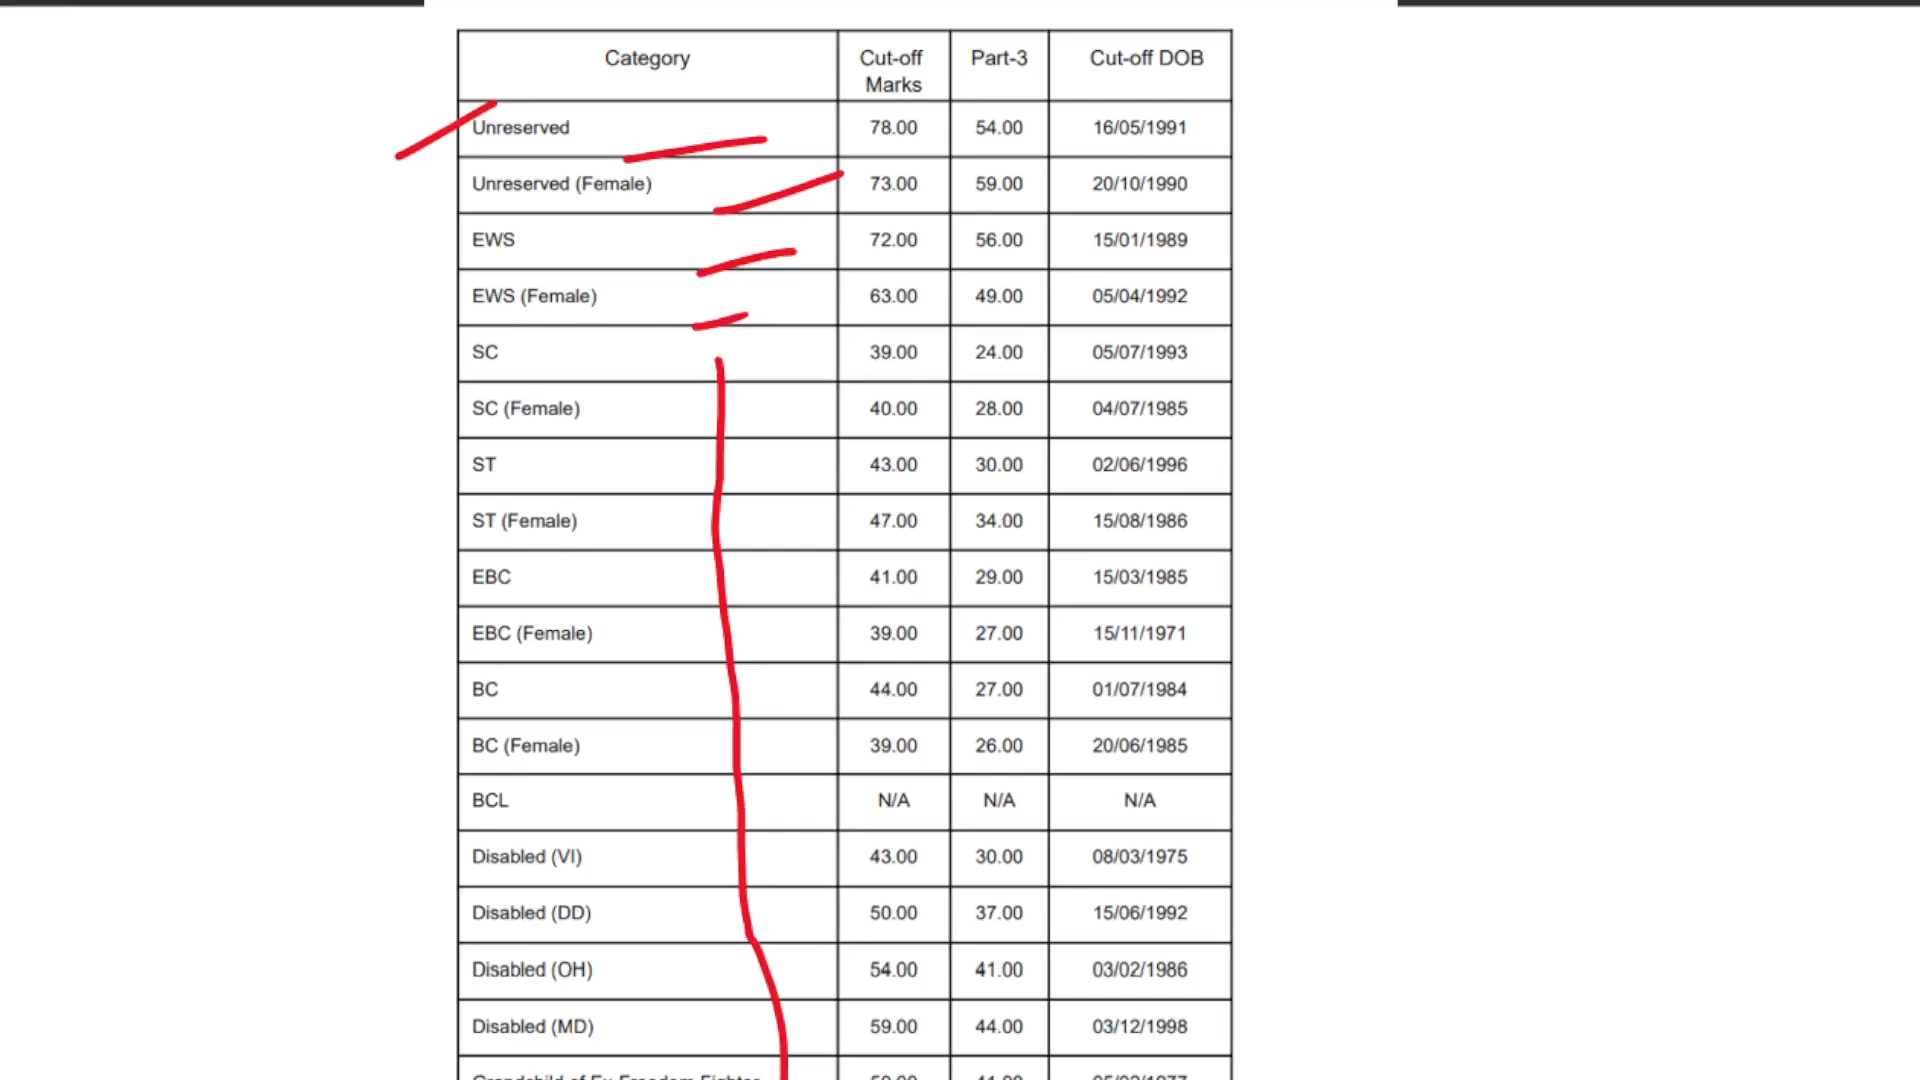 Category Cut-off Marks Part-3 Cut-off DOB
Unreserved 78.00 54.00 16/05/1991
Unreserved (Female) 73.00 59.00 20/10/1990
EWS 72.00 56.00 15/01/1989
EWS (Female) 63.00 49.00 05/04/1992
SC 39.00 24.00 05/07/1993
SC (Female) 40.00 28.00 04/07/1985
ST 43.00 30.00 02/06/1996
ST (Female) 47.00 34.00 15/08/1986
EBC 41.00 29.00 15/03/1985
EBC (Female) 39.00 27.00 15/11/1971
BC 44.00 27.00 01/07/1984
BC (Female) 39.00 26.00 20/06/1985
BCL N/A N/A N/A
Disabled (VI) 43.00 30.00 08/03/1975
Disabled (DD) 50.00 37.00 15/06/1992
Disabled (OH) 54.00 41.00 03/02/1986
Disabled (MD) 59.00 44.00 03/12/1998
Grandchild of Ex-Freedom Fighter